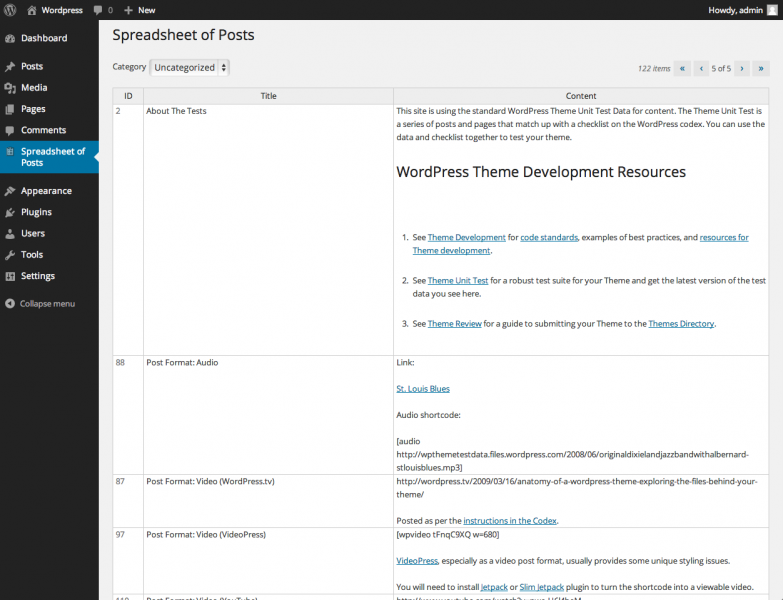 WordPress 0 + New Howdy, admin
Dashboard
Posts
Media
Pages
Comments
Spreadsheet of
Posts
Appearance
Plugins
Users
Tools
Settings
Collapse menu
Spreadsheet of Posts
Category Uncategorized 122 items « ‹ 5 of 5 › »
ID Title Content
2 About The Tests This site is using the standard WordPress Theme Unit Test Data for content. The Theme Unit Test is
a series of posts and pages that match up with a checklist on the WordPress codex. You can use the
data and checklist together to test your theme.
WordPress Theme Development Resources
1. See Theme Development for code standards, examples of best practices, and resources for
Theme development.
2. See Theme Unit Test for a robust test suite for your Theme and get the latest version of the test
data you see here.
3. See Theme Review for a guide to submitting your Theme to the Themes Directory.
88 Post Format: Audio Link:
St. Louis Blues
Audio shortcode:
[audio
http://wpthemetestdata.files.wordpress.com/2008/06/originaldixielandjazzbandwithalbernard-
stlouisblues.mp3]
87 Post Format: Video (WordPress.tv) http://wordpress.tv/2009/03/16/anatomy-of-a-wordpress-theme-exploring-the-files-behind-your-
theme/
Posted as per the instructions in the Codex.
97 Post Format: Video (VideoPress) [wpvideo tFnqC9XQ w=680]
VideoPress, especially as a video post format, usually provides some unique styling issues.
You will need to install Jetpack or Slim Jetpack plugin to turn the shortcode into a viewable video.